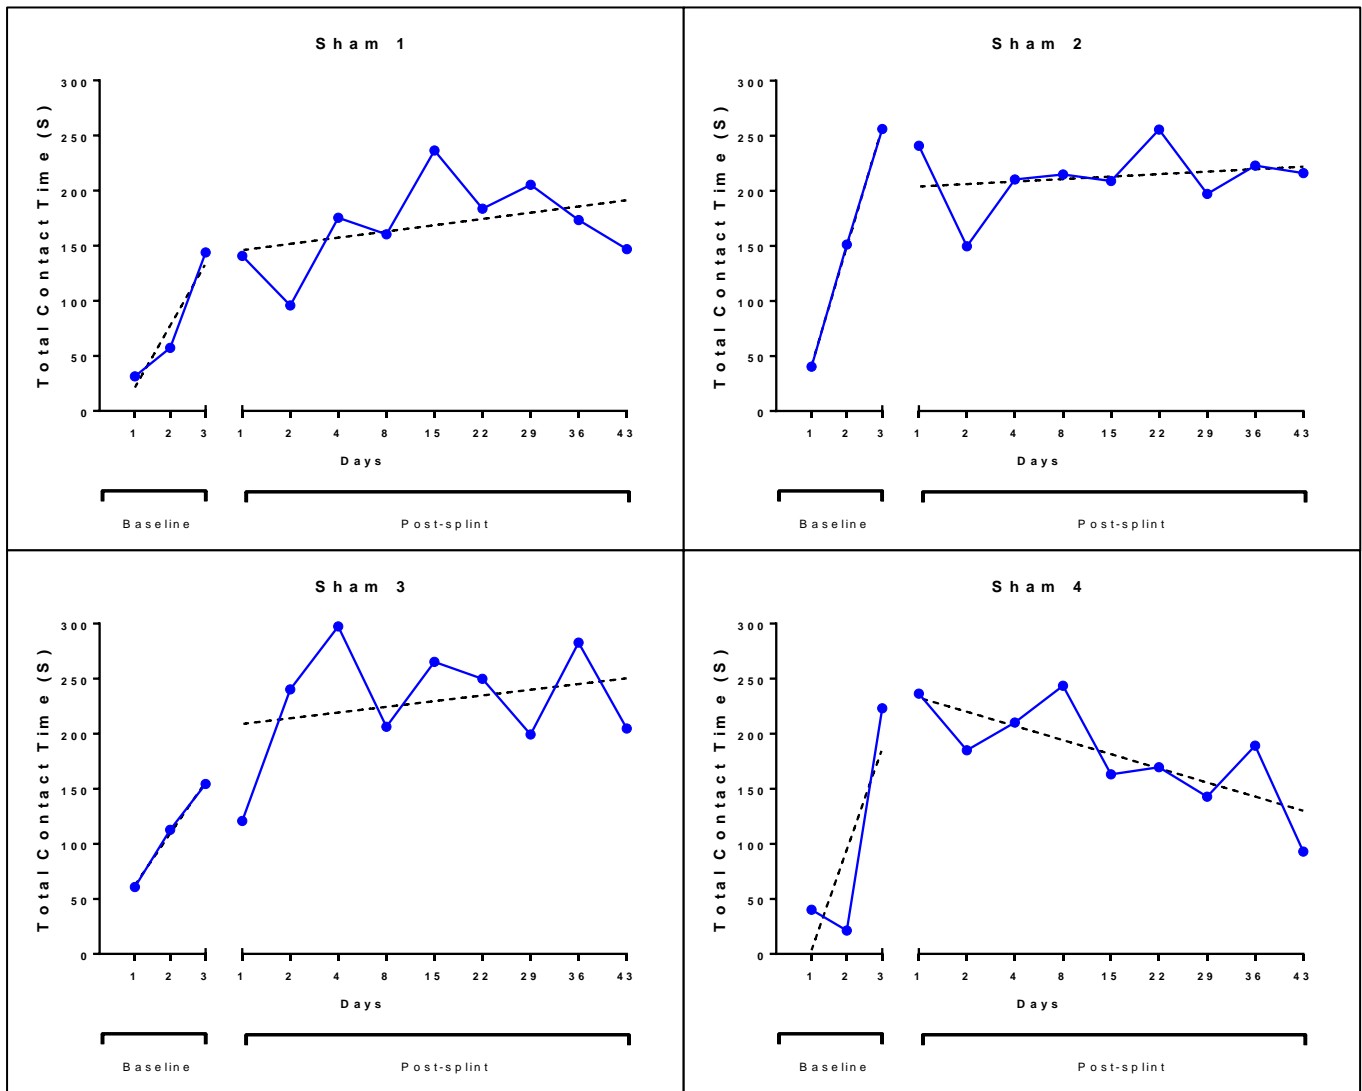 Sham 1
Total Contact Time (S)
300
250
200
150
100
50
0
1 2 3 1 2 4 8 15 22 29 36 43
Days
Baseline Post-splint
Sham 2
Total Contact Time (S)
300
250
200
150
100
50
0
1 2 3 1 2 4 8 15 22 29 36 43
Days
Baseline Post-splint
Sham 3
Total Contact Time (S)
300
250
200
150
100
50
0
1 2 3 1 2 4 8 15 22 29 36 43
Days
Baseline Post-splint
Sham 4
Total Contact Time (S)
300
250
200
150
100
50
0
1 2 3 1 2 4 8 15 22 29 36 43
Days
Baseline Post-splint